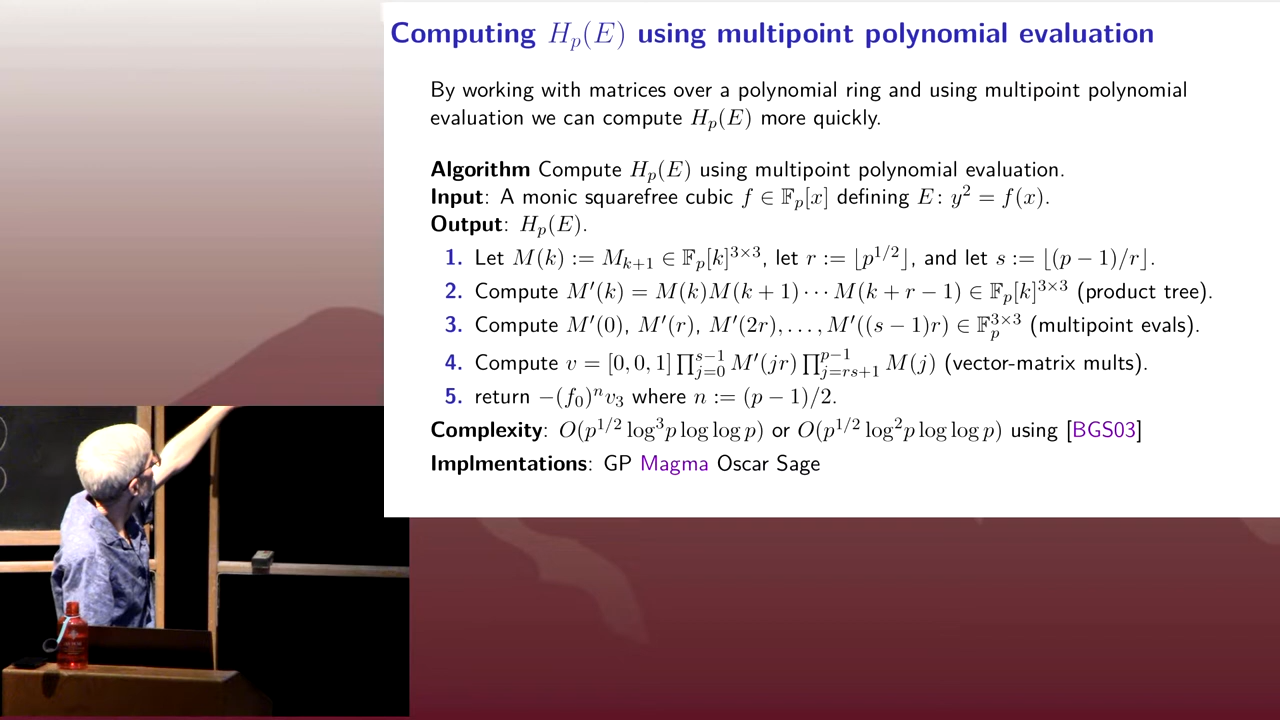 Computing H_p(E) using multipoint polynomial evaluation
By working with matrices over a polynomial ring and using multipoint polynomial
evaluation we can compute H_p(E) more quickly.
Algorithm Compute H_p(E) using multipoint polynomial evaluation.
Input: A monic squarefree cubic f ∈ 𝔽_p[x] defining E: y² = f(x).
Output: H_p(E).
1. Let M(k) := M_{k+1} ∈ 𝔽_p[k]^{3×3}, let r := ⌊p^{1/2}⌋, and let s := ⌊(p − 1)/r⌋.
2. Compute M′(k) = M(k)M(k + 1) ⋯ M(k + r − 1) ∈ 𝔽_p[k]^{3×3} (product tree).
3. Compute M′(0), M′(r), M′(2r), . . . , M′((s − 1)r) ∈ 𝔽_p^{3×3} (multipoint evals).
4. Compute v = [0, 0, 1] ∏_{j=0}^{s−1} M′(jr) ∏_{j=rs+1}^{p−1} M(j) (vector-matrix mults).
5. return −(f_0)^n v_3 where n := (p − 1)/2.
Complexity: O(p^{1/2} log³p log log p) or O(p^{1/2} log²p log log p) using [BGS03]
Implmentations: GP Magma Oscar Sage